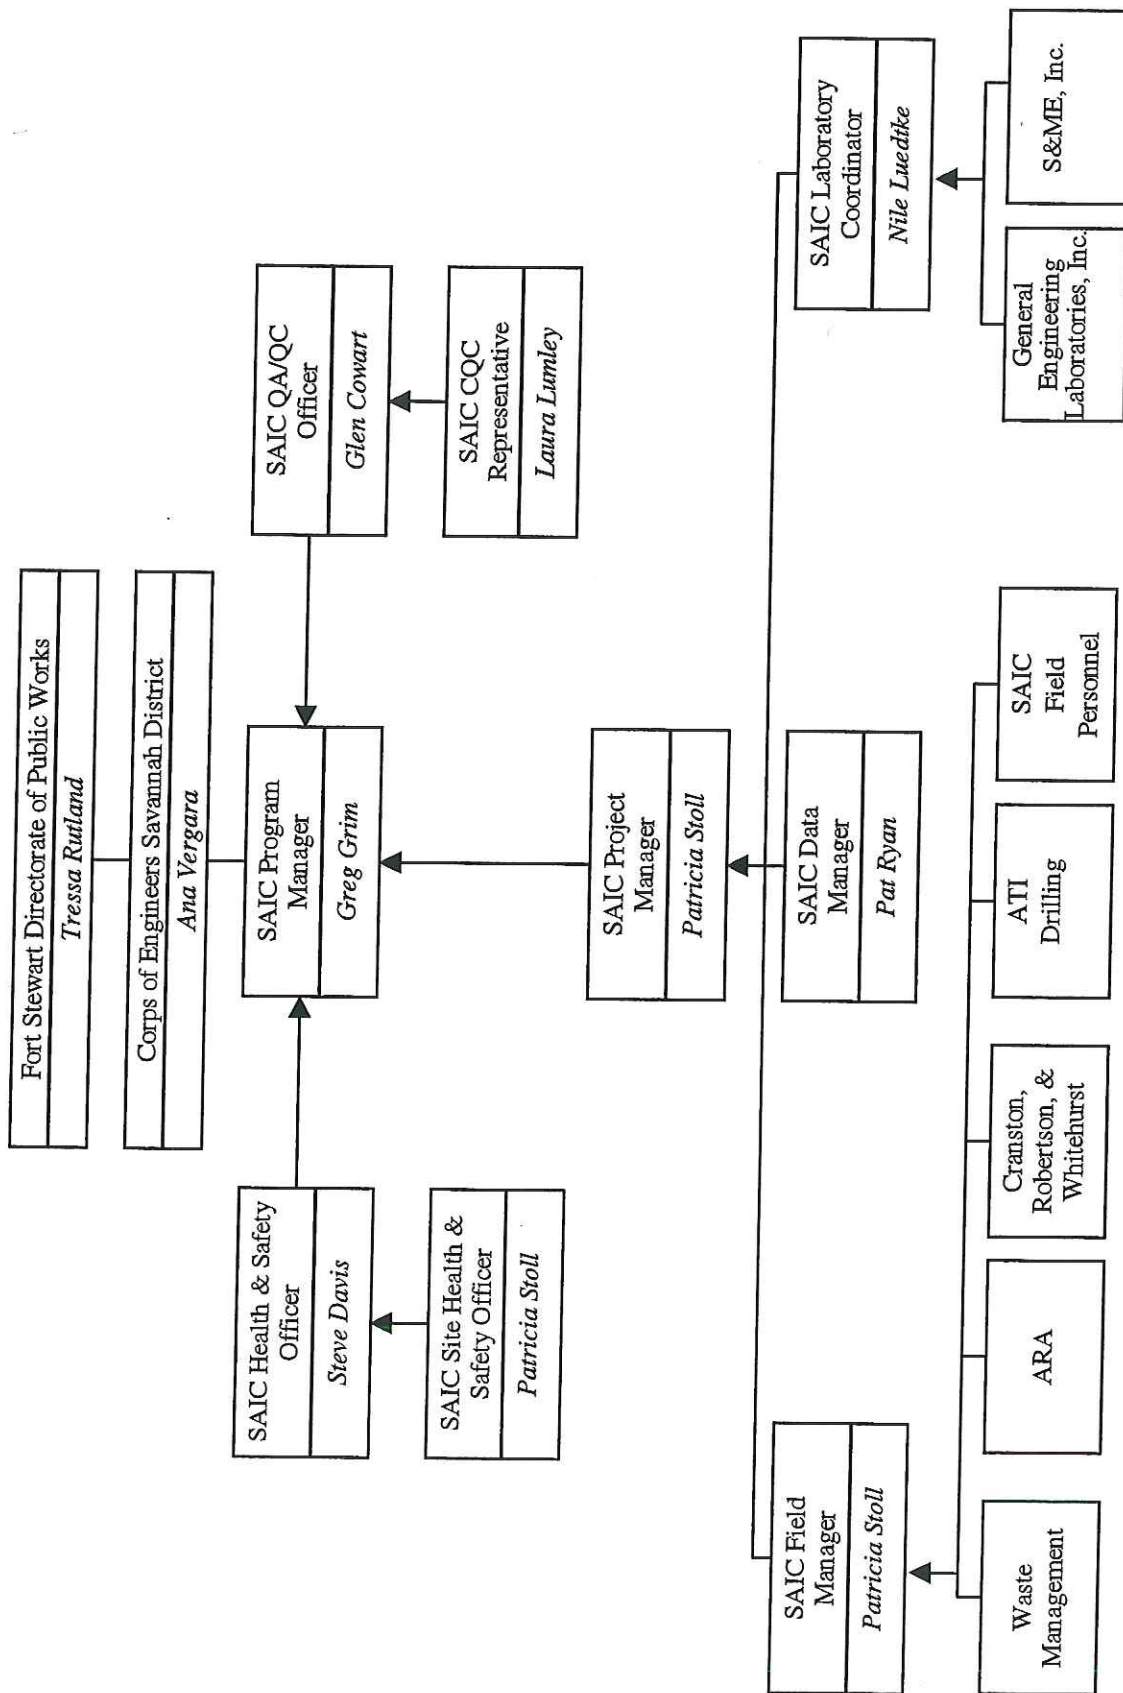 Fort Stewart Directorate of Public Works
Tressa Rutland
Corps of Engineers Savannah District
Ana Vergara
SAIC Program
Manager
Greg Grim
SAIC Health & Safety
Officer
Steve Davis
SAIC Site Health &
Safety Officer
Patricia Stoll
SAIC QA/QC
Officer
Glen Cowart
SAIC CQC
Representative
Laura Lumley
SAIC Project
Manager
Patricia Stoll
SAIC Field
Manager
Patricia Stoll
SAIC Data
Manager
Pat Ryan
SAIC Laboratory
Coordinator
Nile Luedtke
Waste
Management
ARA
Cranston,
Robertson, &
Whitehurst
ATI
Drilling
SAIC
Field
Personnel
General
Engineering
Laboratories, Inc.
S&ME, Inc.